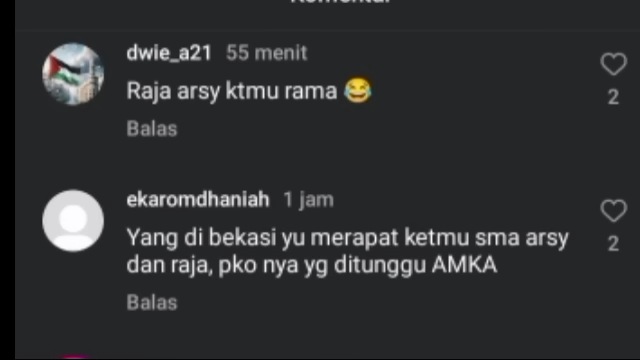 dwie_a21 55 menit
Raja arsy ktmu rama 😂
2
Balas
ekaromdhaniah 1 jam
Yang di bekasi yu merapat ketmu sma arsy
dan raja, pko nya yg ditunggu AMKA
2
Balas